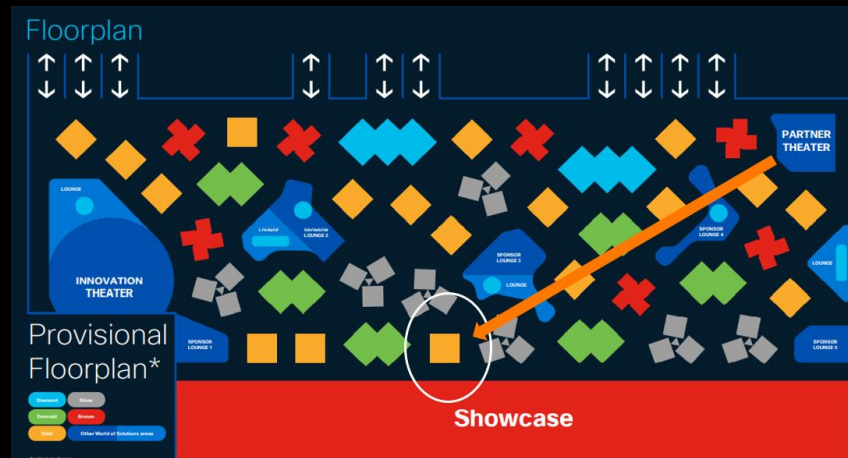 Floorplan
PARTNER
THEATER
LOUNGE
LOUNGE
SPONSOR
LOUNGE 2
SPONSOR
LOUNGE 4
SPONSOR
LOUNGE 3
LOUNGE
LOUNGE
INNOVATION
THEATER
Provisional
Floorplan*
SPONSOR
LOUNGE 1
SPONSOR
LOUNGE 5
Diamond
Silver
Emerald
Bronze
Gold
Other World of Solutions areas
Showcase